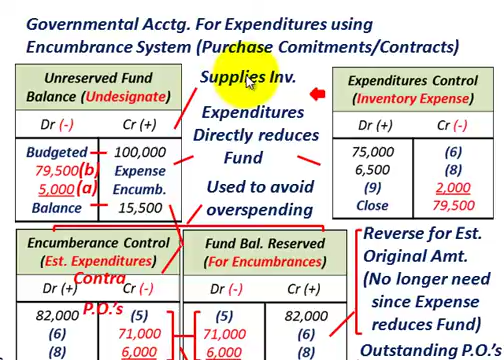 Governmental Acctg. For Expenditures using
Encumbrance System (Purchase Comitments/Contracts)
Unreserved Fund
Balance (Undesignate)
Dr (-) Cr (+)
Budgeted 100,000
79,500(b) Expense
5,000 (a) Encumb.
Balance 15,500
Supplies Inv.
Expenditures
Directly reduces
Fund
Used to avoid
overspending
Expenditures Control
(Inventory Expense)
Dr (+) Cr (-)
75,000 (6)
6,500 (8)
(9) 2,000
Close 79,500
Encumberance Control
(Est. Expenditures)
Contra
Dr (+) Cr (-)
P.O.'s
82,000 (5)
(6) 71,000
(8) 6,000
Fund Bal. Reserved
(For Encumbrances)
Dr (-) Cr (+)
(5) 82,000
71,000 (6)
6,000 (8)
Reverse for Est.
Original Amt.
(No longer need
since Expense
reduces Fund)
Outstanding P.O.'s